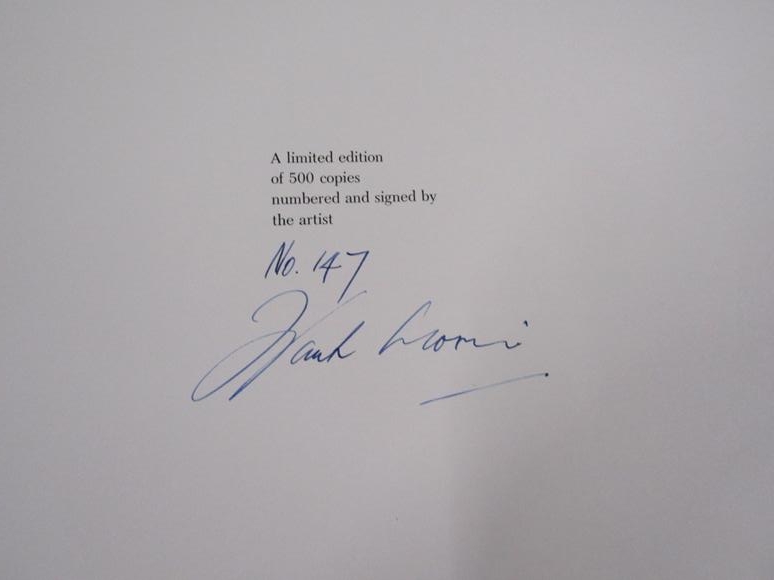 A limited edition
of 500 copies
numbered and signed by
the artist
No. 147